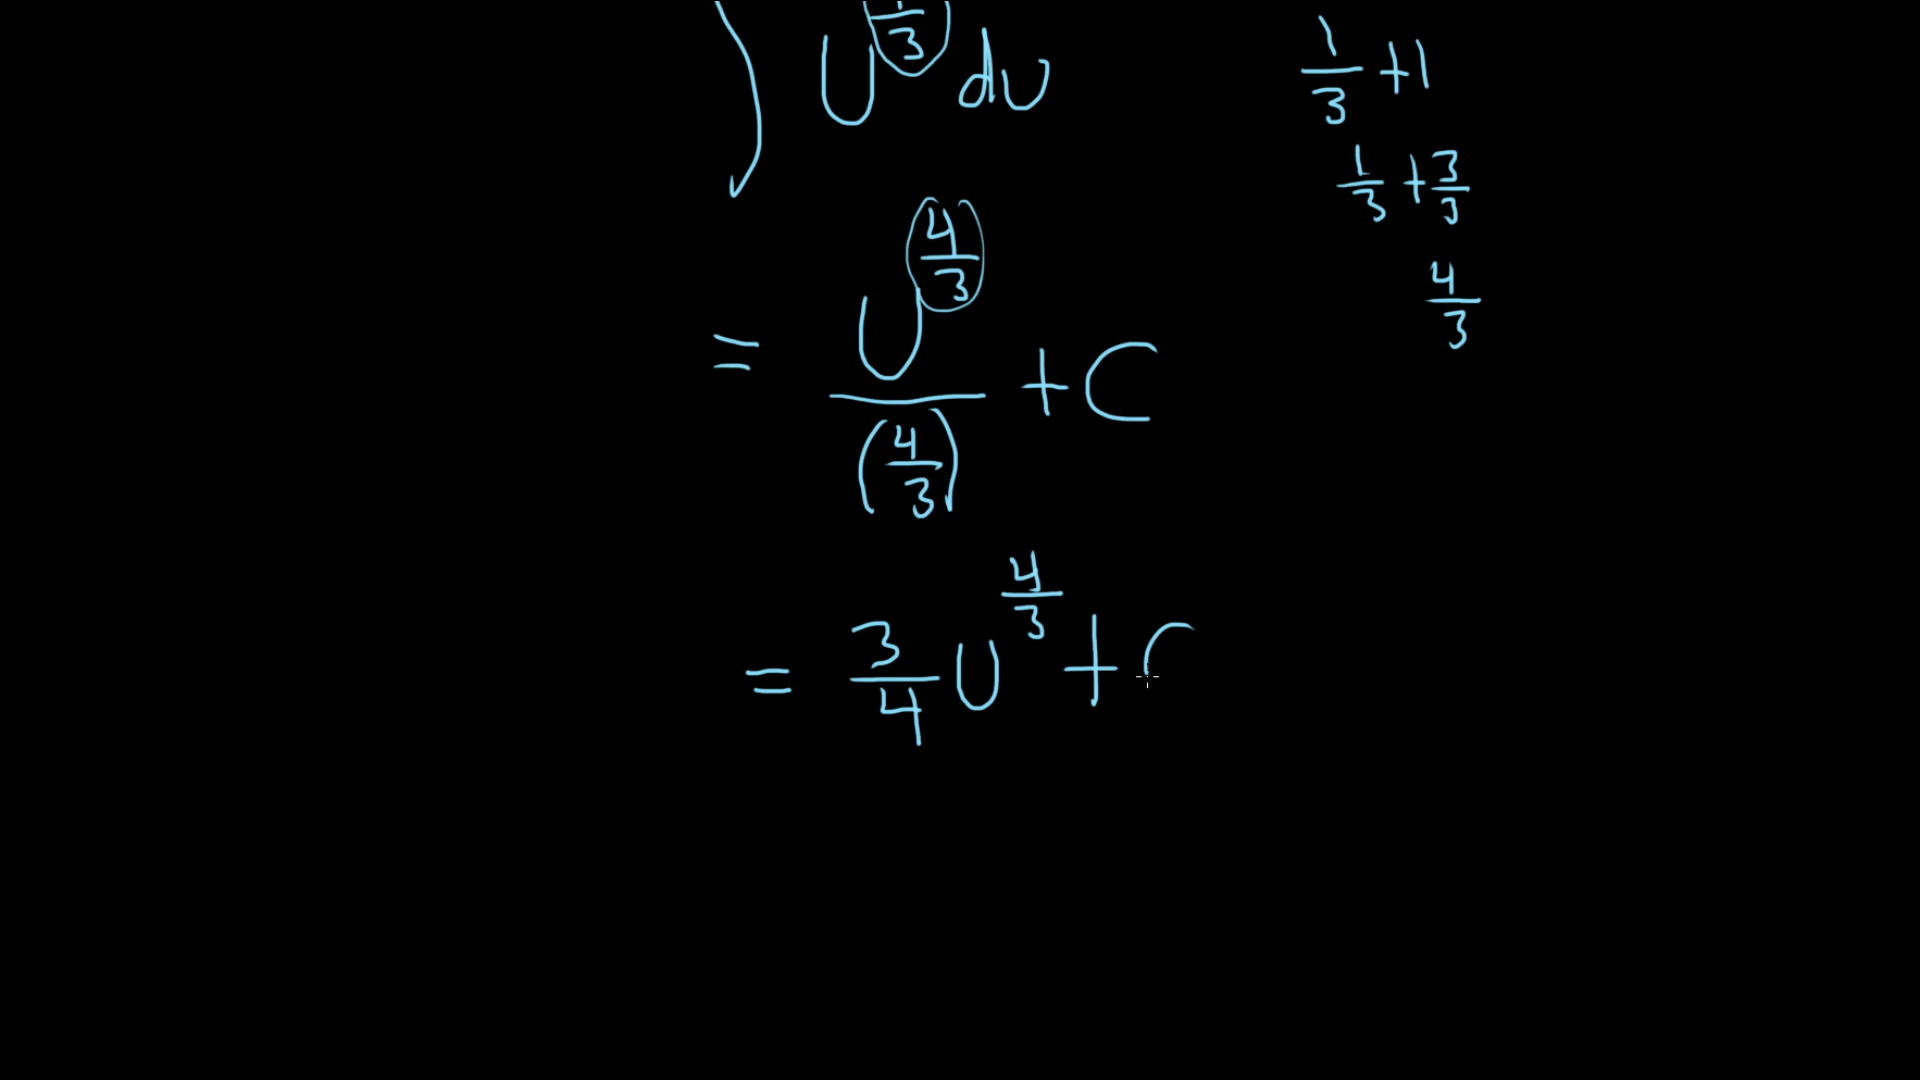 ∫ U^(1/3) du
1/3 + 1
1/3 + 3/3
= U^(4/3) / (4/3) + C
4/3
= 3/4 U^(4/3) + C